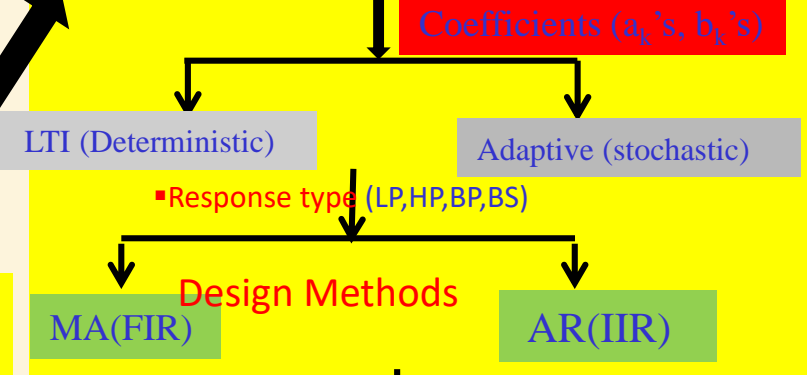 Coefficients (ak's, bk's)
LTI (Deterministic)
Adaptive (stochastic)
▪Response type (LP,HP,BP,BS)
Design Methods
MA(FIR)
AR(IIR)